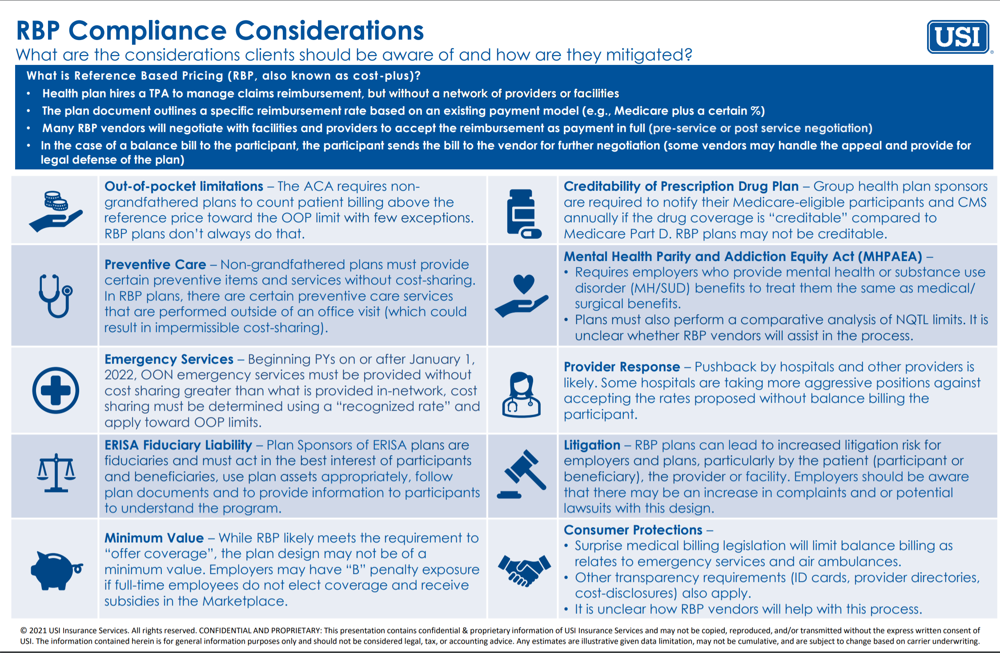 RBP Compliance Considerations
USI
®
What are the considerations clients should be aware of and how are they mitigated?
What is Reference Based Pricing (RBP, also known as cost-plus)?
• Health plan hires a TPA to manage claims reimbursement, but without a network of providers or facilities
• The plan document outlines a specific reimbursement rate based on an existing payment model (e.g., Medicare plus a certain %)
• Many RBP vendors will negotiate with facilities and providers to accept the reimbursement as payment in full (pre-service or post service negotiation)
• In the case of a balance bill to the participant, the participant sends the bill to the vendor for further negotiation (some vendors may handle the appeal and provide for
legal defense of the plan)
Out-of-pocket limitations – The ACA requires non-
grandfathered plans to count patient billing above the
reference price toward the OOP limit with few exceptions.
RBP plans don't always do that.
Creditability of Prescription Drug Plan – Group health plan sponsors
are required to notify their Medicare-eligible participants and CMS
annually if the drug coverage is "creditable" compared to
Medicare Part D. RBP plans may not be creditable.
Preventive Care – Non-grandfathered plans must provide
certain preventive items and services without cost-sharing.
In RBP plans, there are certain preventive care services
that are performed outside of an office visit (which could
result in impermissible cost-sharing).
Mental Health Parity and Addiction Equity Act (MHPAEA) –
• Requires employers who provide mental health or substance use
disorder (MH/SUD) benefits to treat them the same as medical/
surgical benefits.
• Plans must also perform a comparative analysis of NQTL limits. It is
unclear whether RBP vendors will assist in the process.
Emergency Services – Beginning PYs on or after January 1,
2022, OON emergency services must be provided without
cost sharing greater than what is provided in-network, cost
sharing must be determined using a "recognized rate" and
apply toward OOP limits.
Provider Response – Pushback by hospitals and other providers is
likely. Some hospitals are taking more aggressive positions against
accepting the rates proposed without balance billing the
participant.
ERISA Fiduciary Liability – Plan Sponsors of ERISA plans are
fiduciaries and must act in the best interest of participants
and beneficiaries, use plan assets appropriately, follow
plan documents and to provide information to participants
to understand the program.
Litigation – RBP plans can lead to increased litigation risk for
employers and plans, particularly by the patient (participant or
beneficiary), the provider or facility. Employers should be aware
that there may be an increase in complaints and or potential
lawsuits with this design.
Minimum Value – While RBP likely meets the requirement to
"offer coverage", the plan design may not be of a
minimum value. Employers may have "B" penalty exposure
if full-time employees do not elect coverage and receive
subsidies in the Marketplace.
Consumer Protections –
• Surprise medical billing legislation will limit balance billing as
relates to emergency services and air ambulances.
• Other transparency requirements (ID cards, provider directories,
cost-disclosures) also apply.
• It is unclear how RBP vendors will help with this process.
© 2021 USI Insurance Services. All rights reserved. CONFIDENTIAL AND PROPRIETARY: This presentation contains confidential & proprietary information of USI Insurance Services and may not be copied, reproduced, and/or transmitted without the express written consent of
USI. The information contained herein is for general information purposes only and should not be considered legal, tax, or accounting advice. Any estimates are illustrative given data limitation, may not be cumulative, and are subject to change based on carrier underwriting.